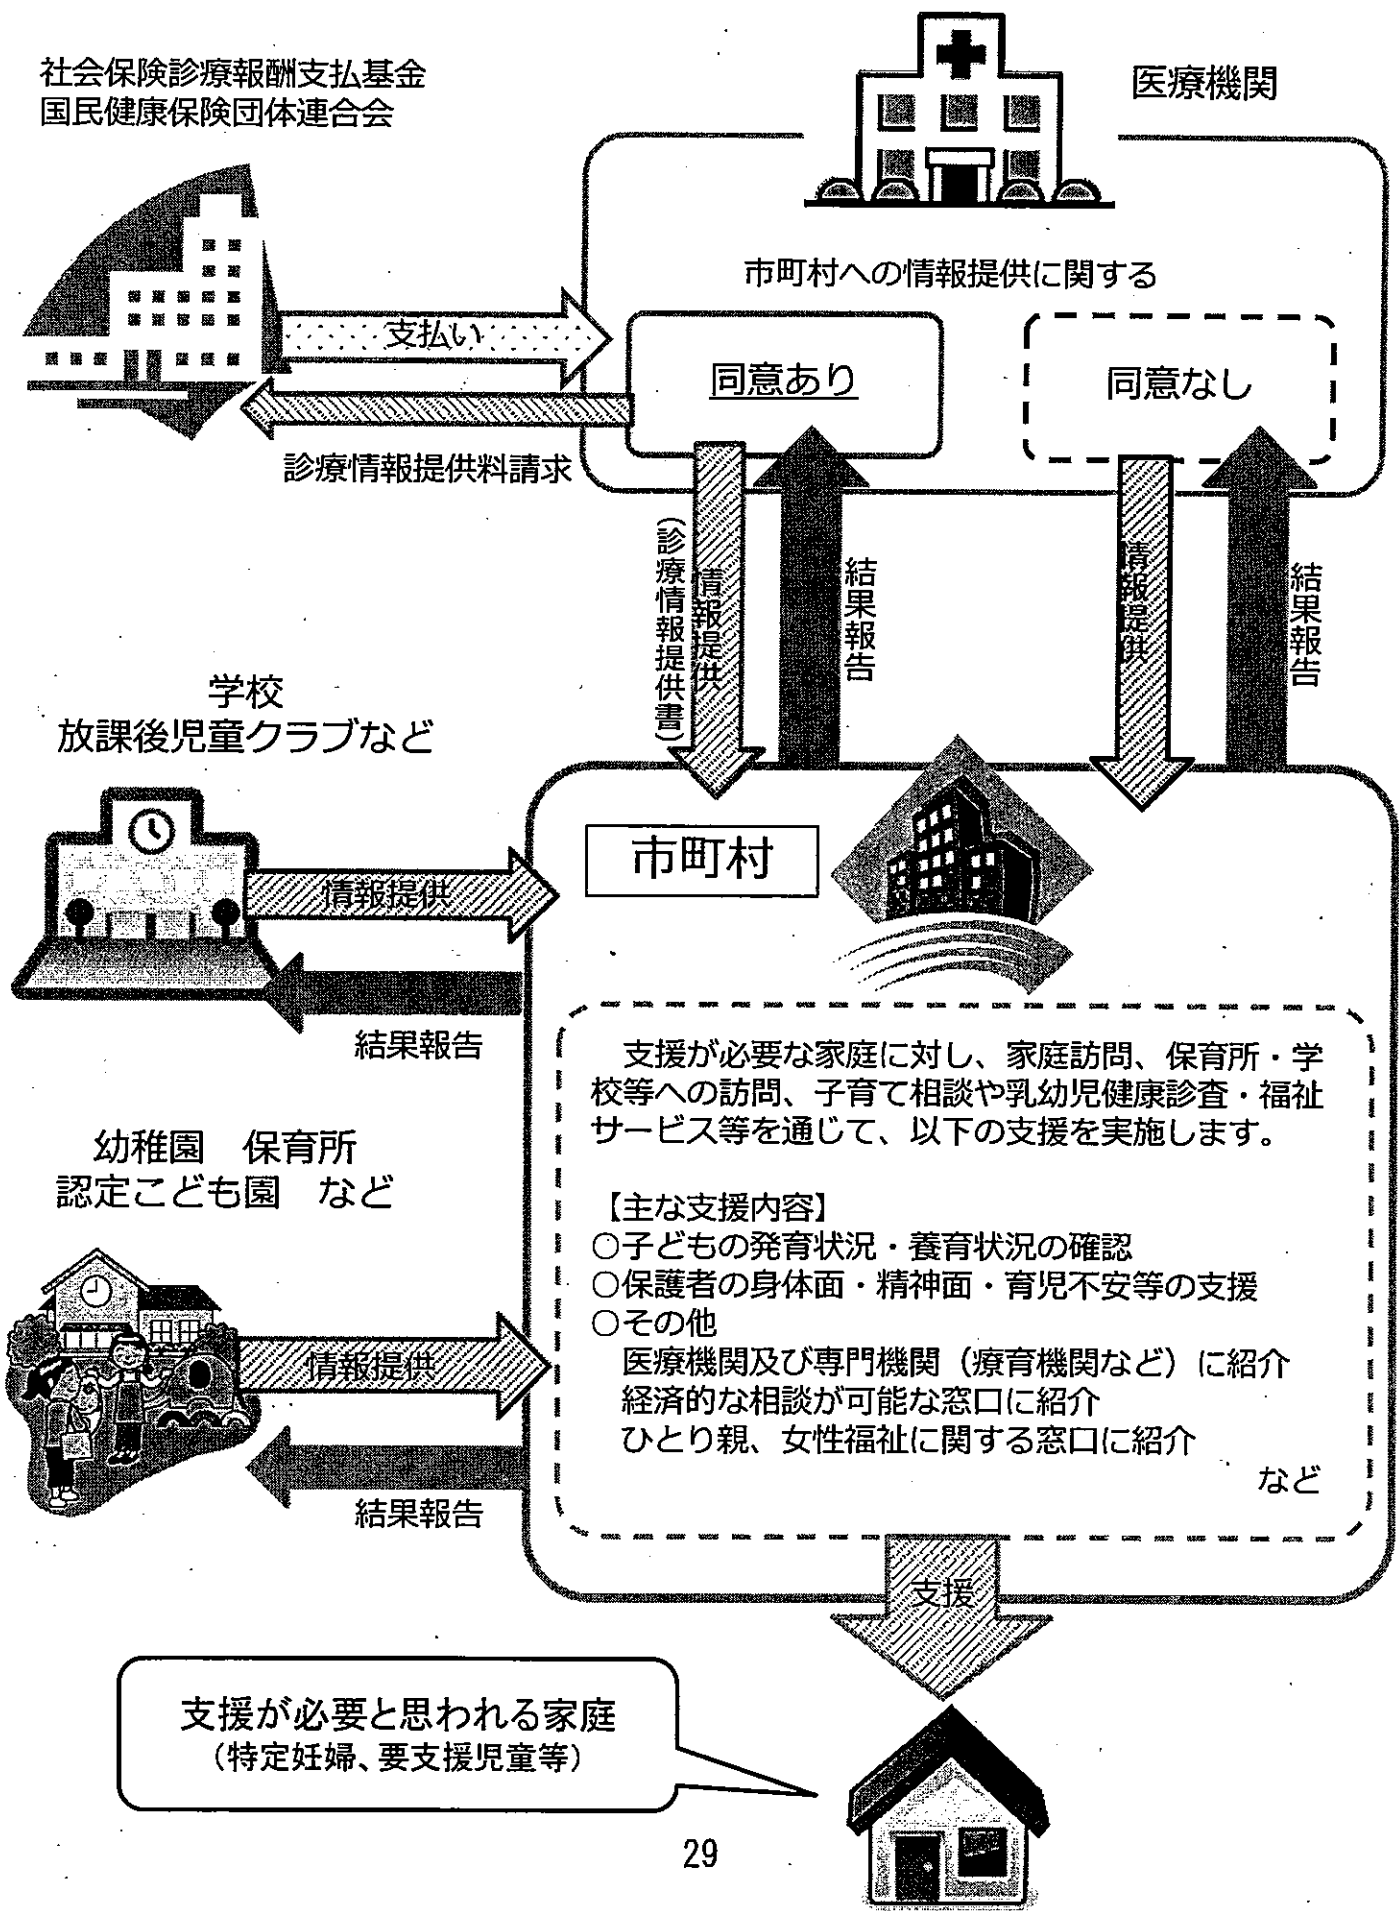 社会保険診療報酬支払基金
国民健康保険団体連合会
医療機関
市町村への情報提供に関する
支払い
同意あり
同意なし
診療情報提供料請求
(診療情報提供書)
情報提供
結果報告
情報提供
結果報告
学校
放課後児童クラブなど
市町村
情報提供
結果報告
支援が必要な家庭に対し、家庭訪問、保育所・学
校等への訪問、子育て相談や乳幼児健康診査・福祉
サービス等を通じて、以下の支援を実施します。
幼稚園　保育所
認定こども園　など
【主な支援内容】
○子どもの発育状況・養育状況の確認
○保護者の身体面・精神面・育児不安等の支援
○その他
医療機関及び専門機関（療育機関など）に紹介
経済的な相談が可能な窓口に紹介
ひとり親、女性福祉に関する窓口に紹介
など
情報提供
結果報告
支援
支援が必要と思われる家庭
（特定妊婦、要支援児童等）
29